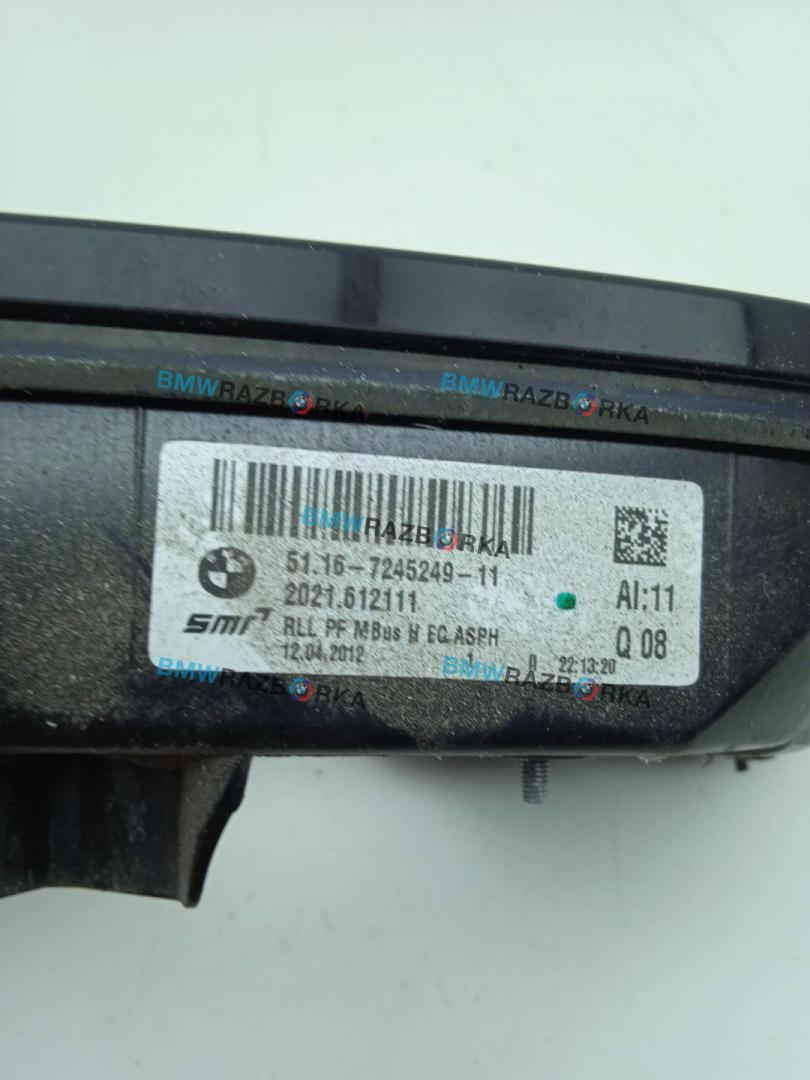 BMWRAZBORKA
BMWRAZBORKA
BMWRAZBORKA
51.16-7245249-11
2021.612111
AI:11
smr
RLL PF MBus H EC ASPH
Q 08
12.04.2012 1 0 22:13:20
BMWRAZBORKA
BMWRAZBORKA